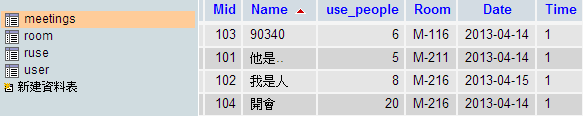 meetings
room
ruse
user
新建資料表
Mid Name use_people Room Date Time
103 90340 6 M-116 2013-04-14 1
101 他是.. 5 M-211 2013-04-14 1
102 我是人 8 M-216 2013-04-15 1
104 開會 20 M-216 2013-04-14 1